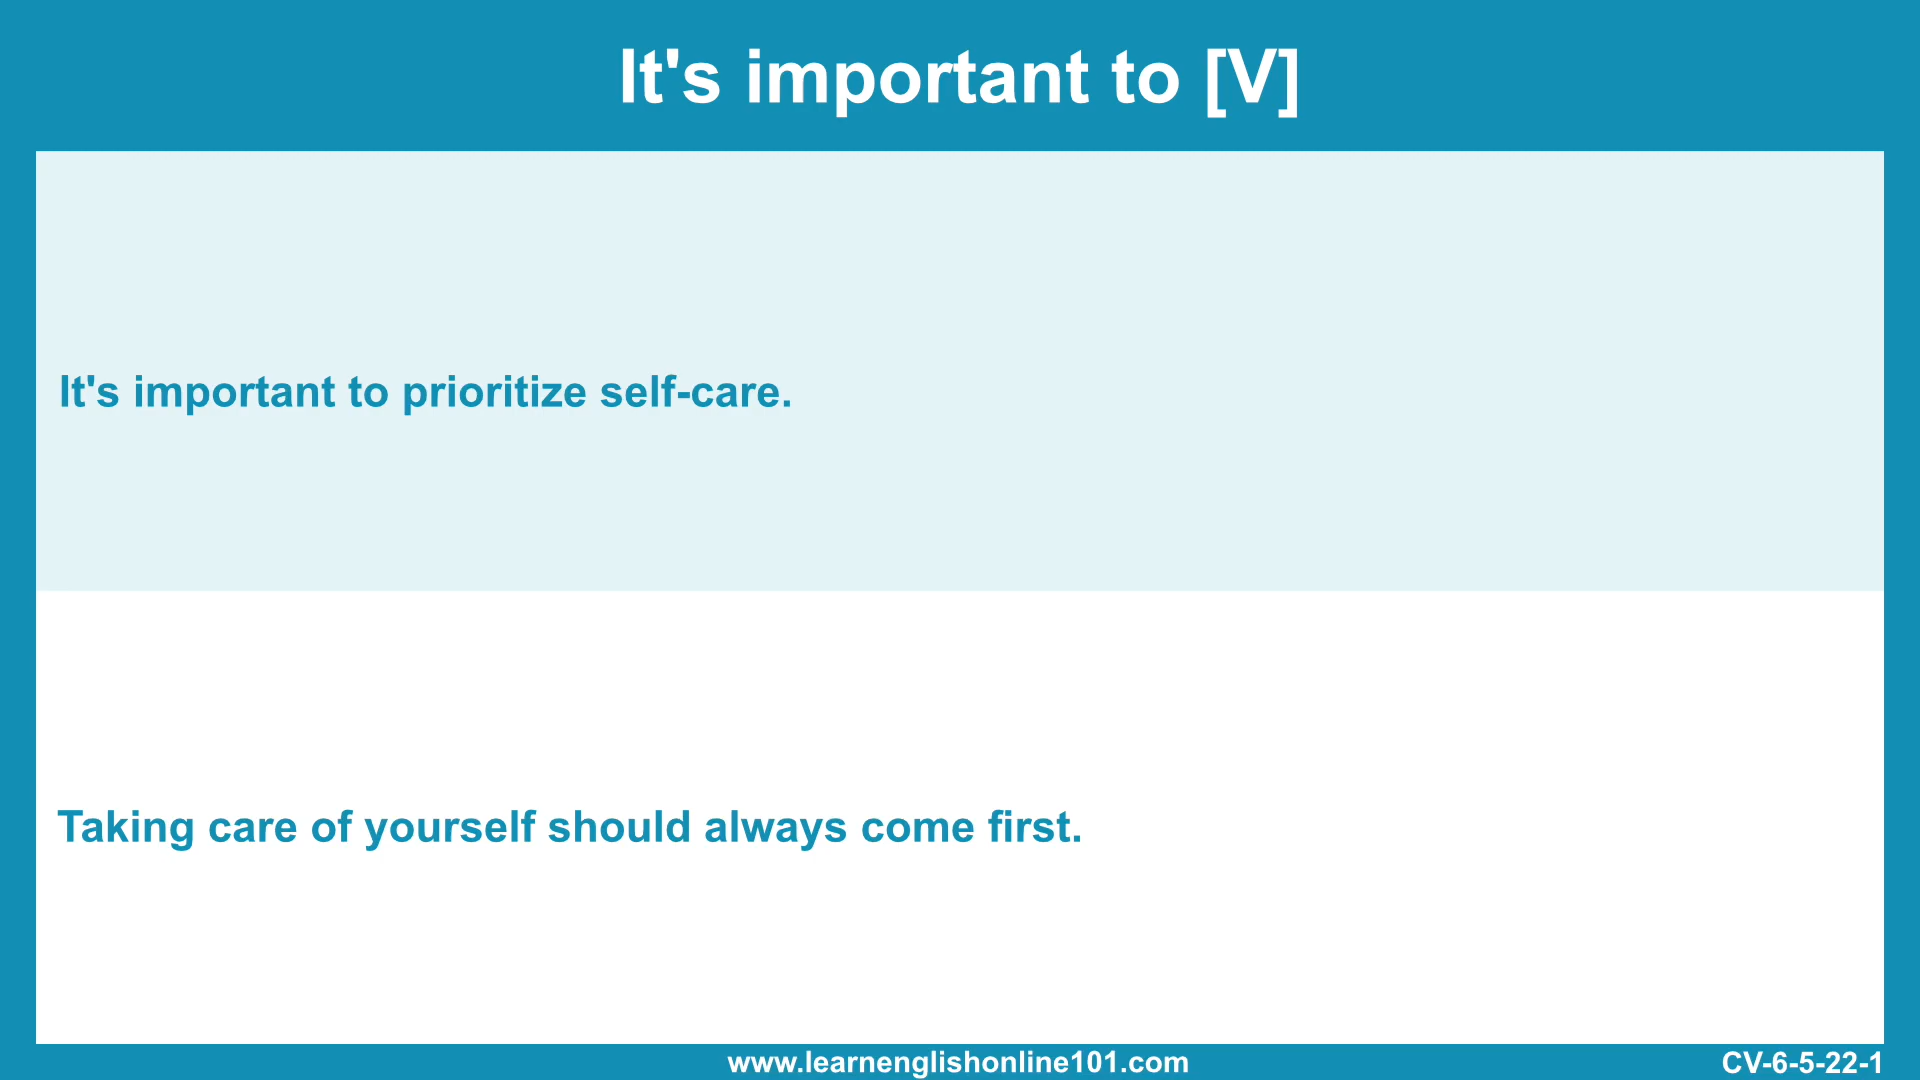 It's important to [V]
It's important to prioritize self-care.
Taking care of yourself should always come first.
www.learnenglishonline101.com
CV-6-5-22-1